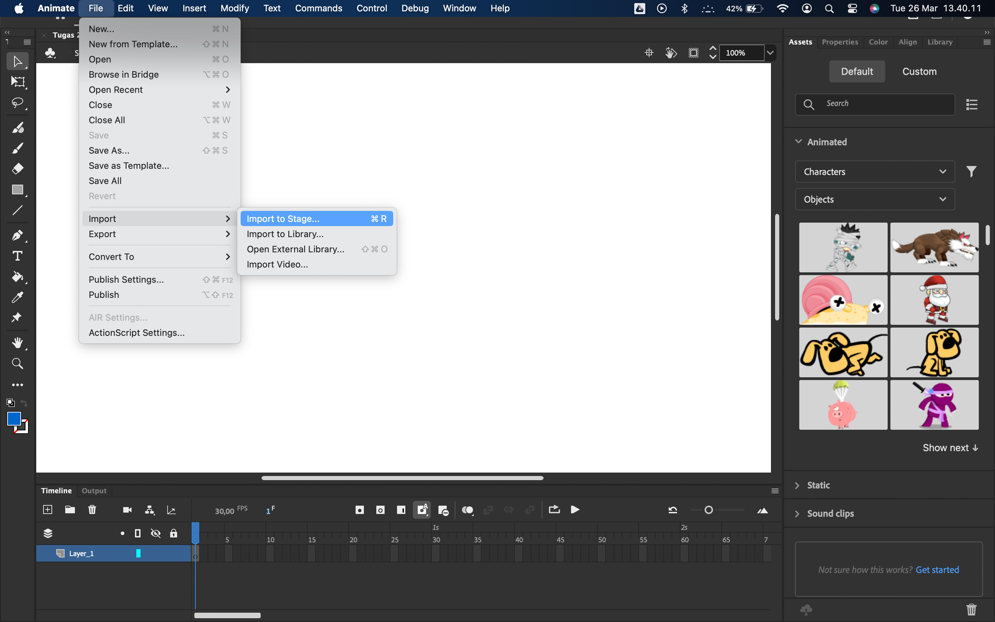 Animate File Edit View Insert Modify Text Commands Control Debug Window Help 42% Tue 26 Mar 13.40.11
Tugas
100%
New... ⌘ N
New from Template... ⇧⌘ N
Open ⌘ O
Browse in Bridge ⌥⌘ O
Open Recent
Close ⌘ W
Close All ⌥⌘ W
Save ⌘ S
Save As... ⇧⌘ S
Save as Template...
Save All
Revert
Import
Export
Convert To
Publish Settings... ⇧⌘ F12
Publish ⌥⇧ F12
AIR Settings...
ActionScript Settings...
Import to Stage... ⌘ R
Import to Library...
Open External Library... ⇧⌘ O
Import Video...
Assets Properties Color Align Library
Default Custom
Search
Animated
Characters
Objects
Show next ↓
Static
Sound clips
Not sure how this works? Get started
Timeline Output
30,00 FPS 1 F
1s 2s
5 10 15 20 25 30 35 40 45 50 55 60 65 7
Layer_1